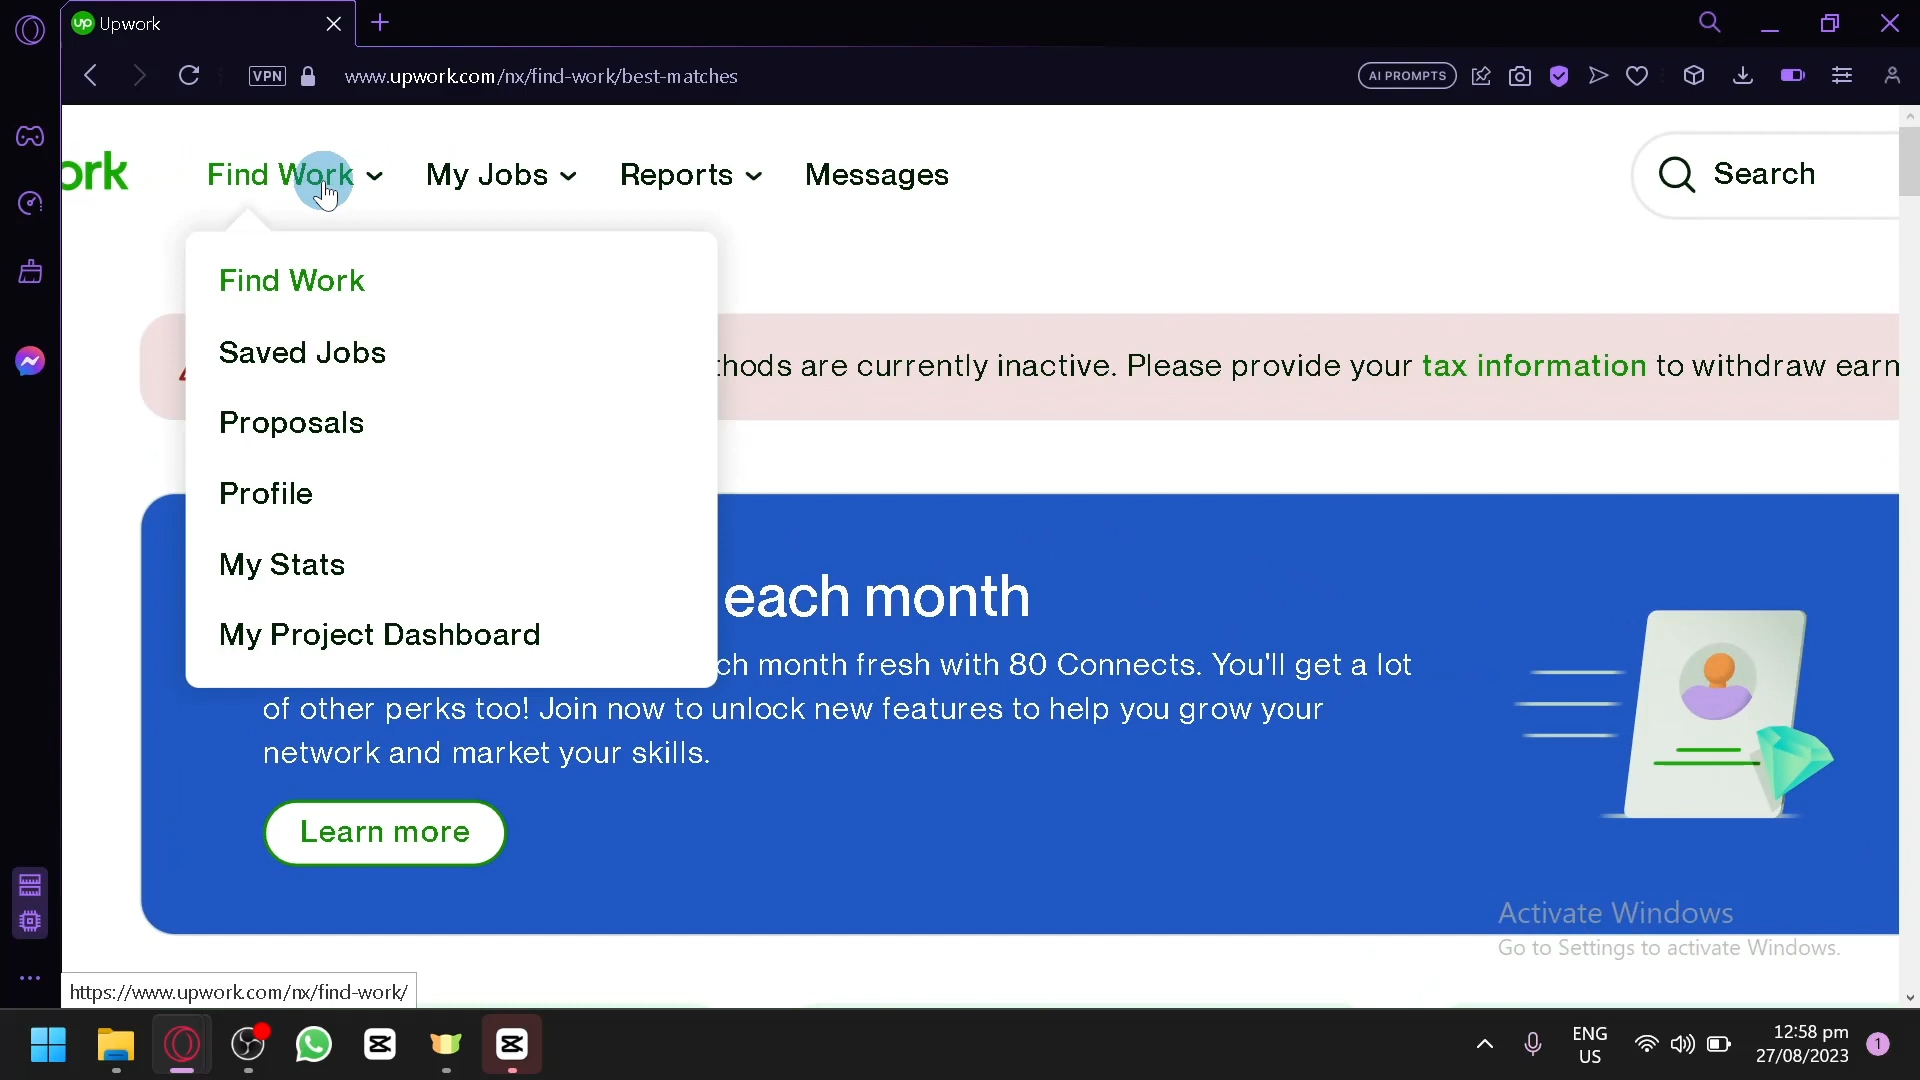 Upwork
VPN
www.upwork.com/nx/find-work/best-matches
AI PROMPTS
ork
Find Work
My Jobs
Reports
Messages
Search
Find Work
Saved Jobs
Proposals
Profile
My Stats
My Project Dashboard
thods are currently inactive. Please provide your tax information to withdraw earn
each month
ch month fresh with 80 Connects. You'll get a lot
of other perks too! Join now to unlock new features to help you grow your
network and market your skills.
Learn more
Activate Windows
Go to Settings to activate Windows.
https://www.upwork.com/nx/find-work/
ENG
US
12:58 pm
27/08/2023
1